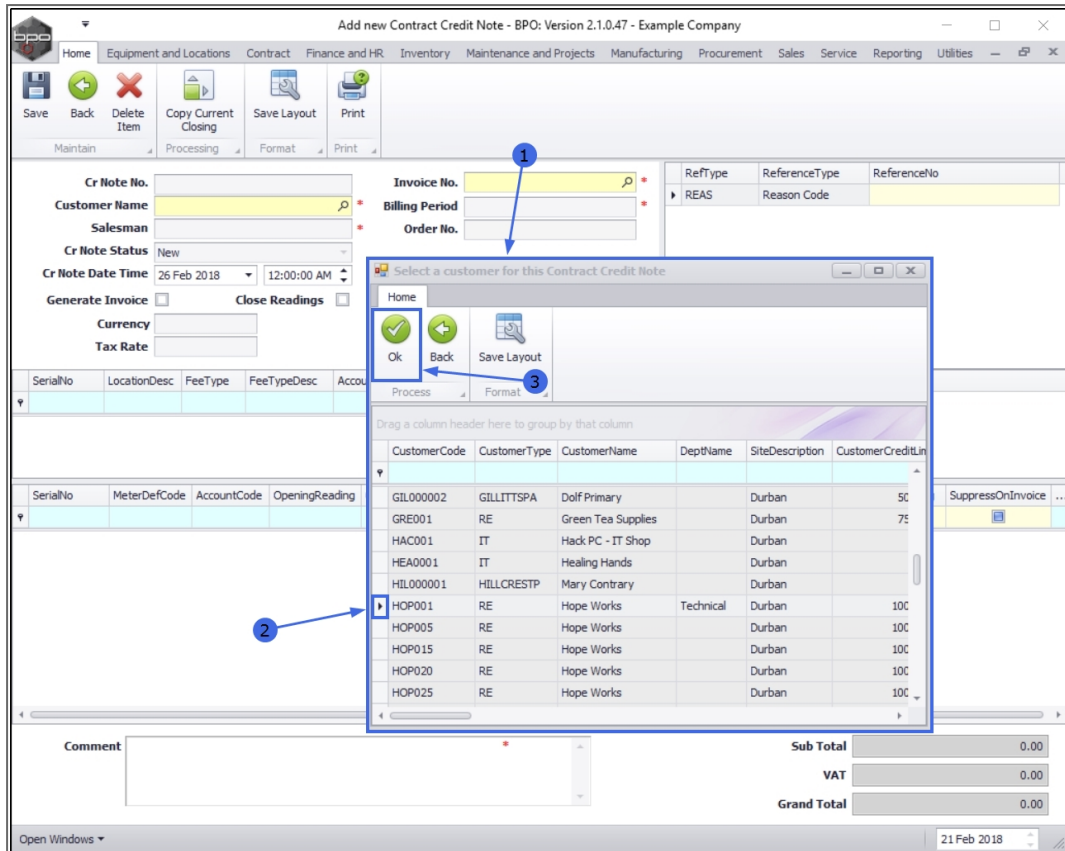 Add new Contract Credit Note - BPO: Version 2.1.0.47 - Example Company
bpo
Home Equipment and Locations Contract Finance and HR Inventory Maintenance and Projects Manufacturing Procurement Sales Service Reporting Utilities
Save Back Delete Item Copy Current Closing Save Layout Print
Maintain Processing Format Print
1
Cr Note No.
Customer Name *
Salesman *
Cr Note Status New
Cr Note Date Time 26 Feb 2018 12:00:00 AM
Generate Invoice Close Readings
Currency
Tax Rate
Invoice No. *
Billing Period *
Order No.
RefType ReferenceType ReferenceNo
REAS Reason Code
SerialNo LocationDesc FeeType FeeTypeDesc Accou
SerialNo MeterDefCode AccountCode OpeningReading SuppressOnInvoice ...
Select a customer for this Contract Credit Note
Home
Ok Back Save Layout
3
Process Format
Drag a column header here to group by that column
CustomerCode CustomerType CustomerName DeptName SiteDescription CustomerCreditLin
GIL000002 GILLITTSPA Dolf Primary Durban 50
GRE001 RE Green Tea Supplies Durban 75
HAC001 IT Hack PC - IT Shop Durban
HEA0001 IT Healing Hands Durban
HIL000001 HILLCRESTP Mary Contrary Durban
HOP001 RE Hope Works Technical Durban 100
2
HOP005 RE Hope Works Durban 100
HOP015 RE Hope Works Durban 100
HOP020 RE Hope Works Durban 100
HOP025 RE Hope Works Durban 100
Comment *
Sub Total 0.00
VAT 0.00
Grand Total 0.00
Open Windows 21 Feb 2018